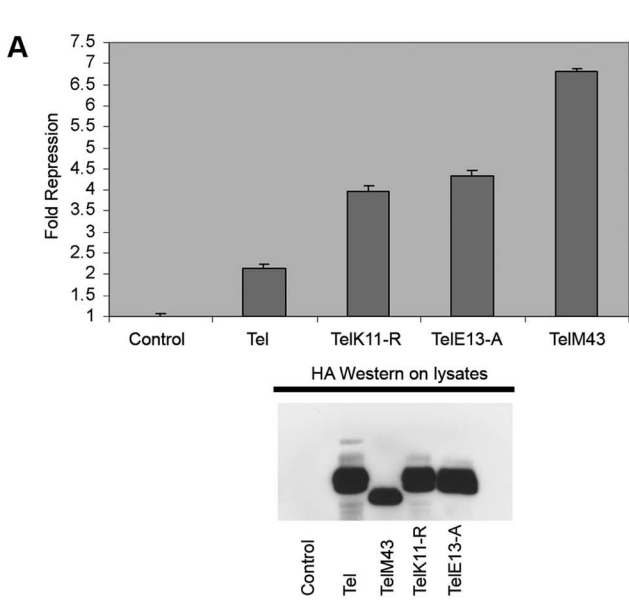 A
Fold Repression
7.5
7
6.5
6
5.5
5
4.5
4
3.5
3
2.5
2
1.5
1
Control Tel TelK11-R TelE13-A TelM43
HA Western on lysates
Control
Tel
TelM43
TelK11-R
TelE13-A